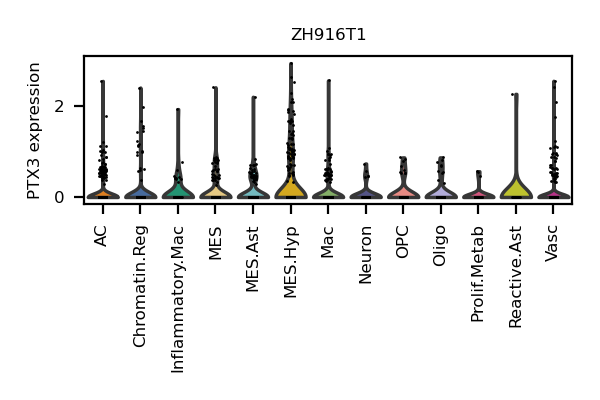 ZH916T1
PTX3 expression
2
0
AC
Chromatin.Reg
Inflammatory.Mac
MES
MES.Ast
MES.Hyp
Mac
Neuron
OPC
Oligo
Prolif.Metab
Reactive.Ast
Vasc